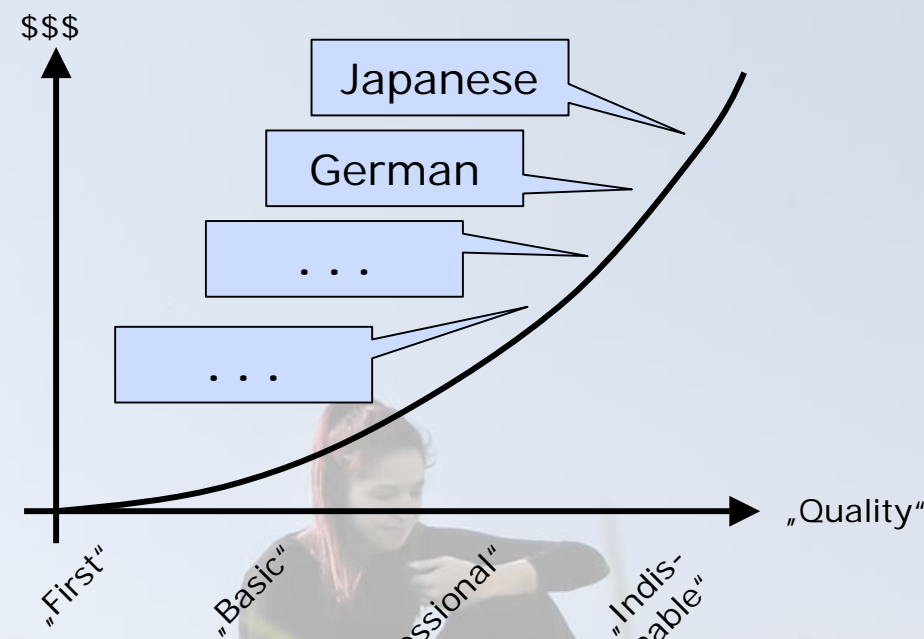 $$$
Japanese
German
. . .
. . .
„Quality“
„First“
„Basic“
„Indis-